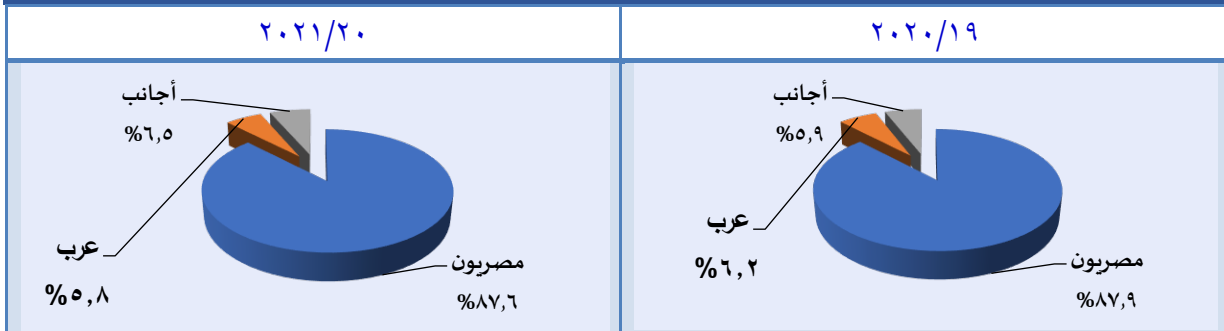 ٢٠٢٠/١٩
أجانب
%٥,٩
عرب
%٦,٢
مصريون
%٨٧,٩
٢٠٢١/٢٠
أجانب
%٦,٥
عرب
%٥,٨
مصريون
%٨٧,٦